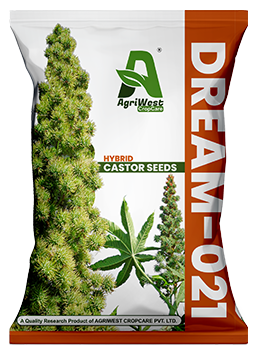 AgriWest
CropCare
®
HYBRID
CASTOR SEEDS
DREAM-021
A Quality Research Product of AGRIWEST CROPCARE PVT. LTD.